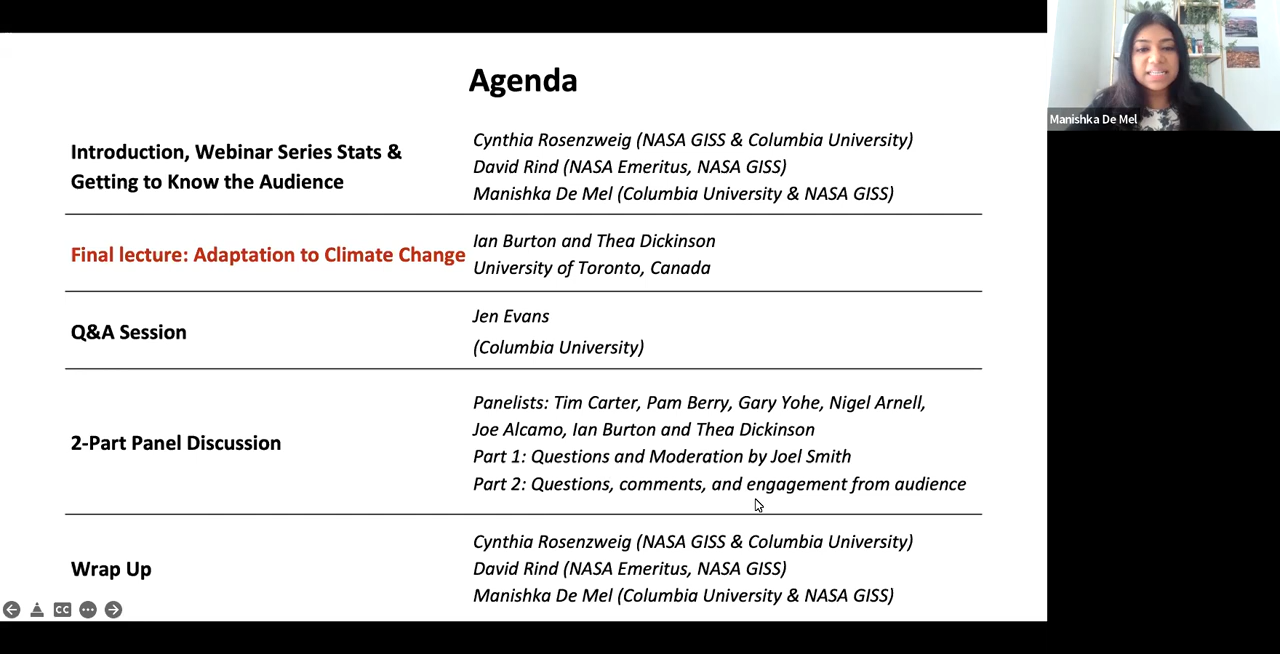 Agenda
Introduction, Webinar Series Stats &
Getting to Know the Audience
Cynthia Rosenzweig (NASA GISS & Columbia University)
David Rind (NASA Emeritus, NASA GISS)
Manishka De Mel (Columbia University & NASA GISS)
Final lecture: Adaptation to Climate Change
Ian Burton and Thea Dickinson
University of Toronto, Canada
Q&A Session
Jen Evans
(Columbia University)
2-Part Panel Discussion
Panelists: Tim Carter, Pam Berry, Gary Yohe, Nigel Arnell,
Joe Alcamo, Ian Burton and Thea Dickinson
Part 1: Questions and Moderation by Joel Smith
Part 2: Questions, comments, and engagement from audience
Wrap Up
Cynthia Rosenzweig (NASA GISS & Columbia University)
David Rind (NASA Emeritus, NASA GISS)
Manishka De Mel (Columbia University & NASA GISS)
CC
Manishka De Mel